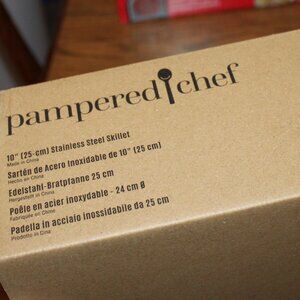 pampered chef
10" (25-cm) Stainless Steel Skillet
Made in China
Sartén de Acero Inoxidable de 10" (25 cm)
Hecho en China
Edelstahl-Bratpfanne 25 cm
Hergestellt in China
Poêle en acier inoxydable - 24 cm Ø
Fabriquée en Chine
Padella in acciaio inossidabile da 25 cm
Prodotto in Cina